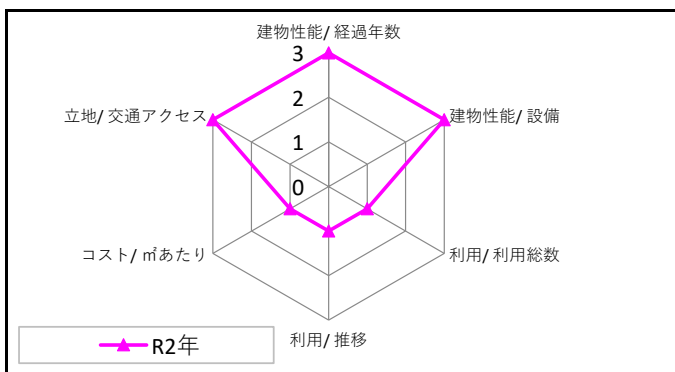 建物性能/ 経過年数
3
立地/ 交通アクセス
建物性能/ 設備
2
1
0
コスト/ ㎡あたり
利用/ 利用総数
利用/ 推移
R2年